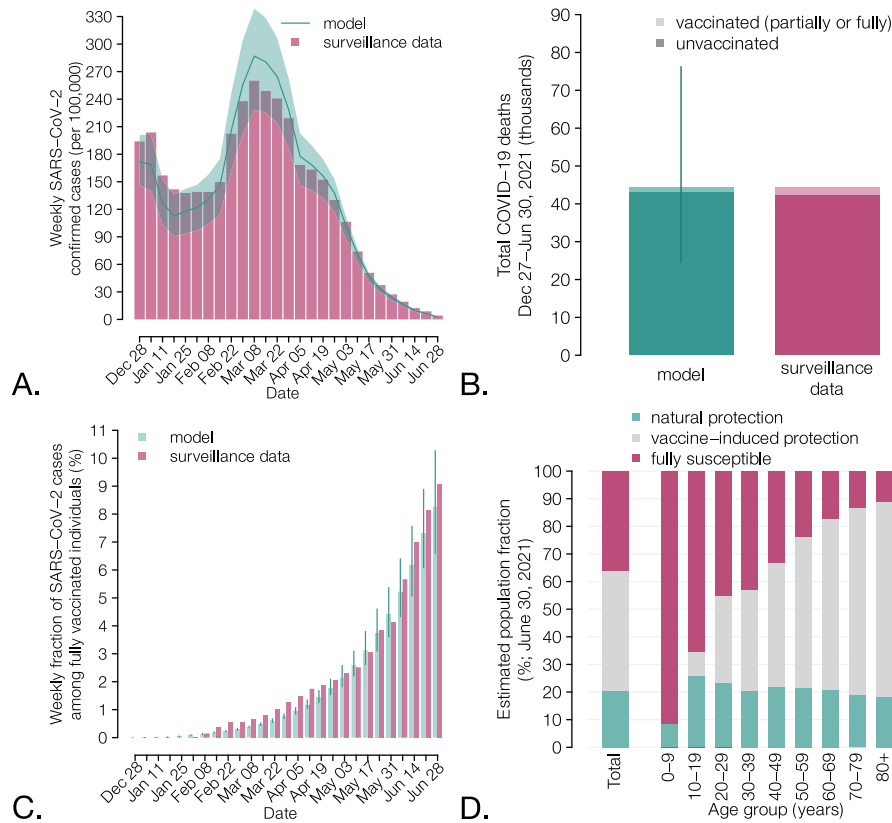 model
surveillance data
Weekly SARS−CoV−2
confirmed cases (per 100,000)
330
300
270
240
210
180
150
120
90
60
30
0
Dec 28
Jan 11
Jan 25
Feb 08
Feb 22
Mar 08
Mar 22
Apr 05
Apr 19
May 03
May 17
May 31
Jun 14
Jun 28
Date
A.
vaccinated (partially or fully)
unvaccinated
Total COVID−19 deaths
Dec 27−Jun 30, 2021 (thousands)
90
80
70
60
50
40
30
20
10
0
model
surveillance
data
B.
model
surveillance data
Weekly fraction of SARS−CoV−2 cases
among fully vaccinated individuals (%)
11
10
9
8
7
6
5
4
3
2
1
0
Dec 28
Jan 11
Jan 25
Feb 08
Feb 22
Mar 08
Mar 22
Apr 05
Apr 19
May 03
May 17
May 31
Jun 14
Jun 28
Date
C.
natural protection
vaccine−induced protection
fully susceptible
Estimated population fraction
(%; June 30, 2021)
100
90
80
70
60
50
40
30
20
10
0
Total
0−9
10−19
20−29
30−39
40−49
50−59
60−69
70−79
80+
Age group (years)
D.